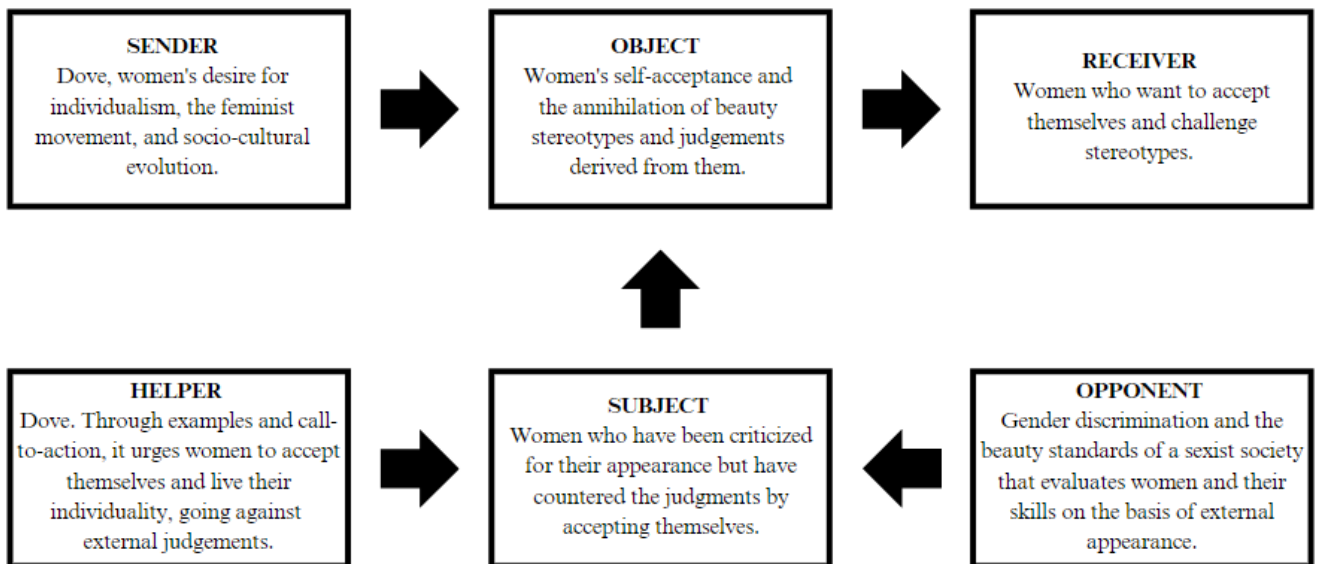 SENDER
Dove, women's desire for
individualism, the feminist
movement, and socio-cultural
evolution.
OBJECT
Women's self-acceptance and
the annihilation of beauty
stereotypes and judgements
derived from them.
RECEIVER
Women who want to accept
themselves and challenge
stereotypes.
HELPER
Dove. Through examples and call-
to-action, it urges women to accept
themselves and live their
individuality, going against
external judgements.
SUBJECT
Women who have been criticized
for their appearance but have
countered the judgments by
accepting themselves.
OPPONENT
Gender discrimination and the
beauty standards of a sexist society
that evaluates women and their
skills on the basis of external
appearance.